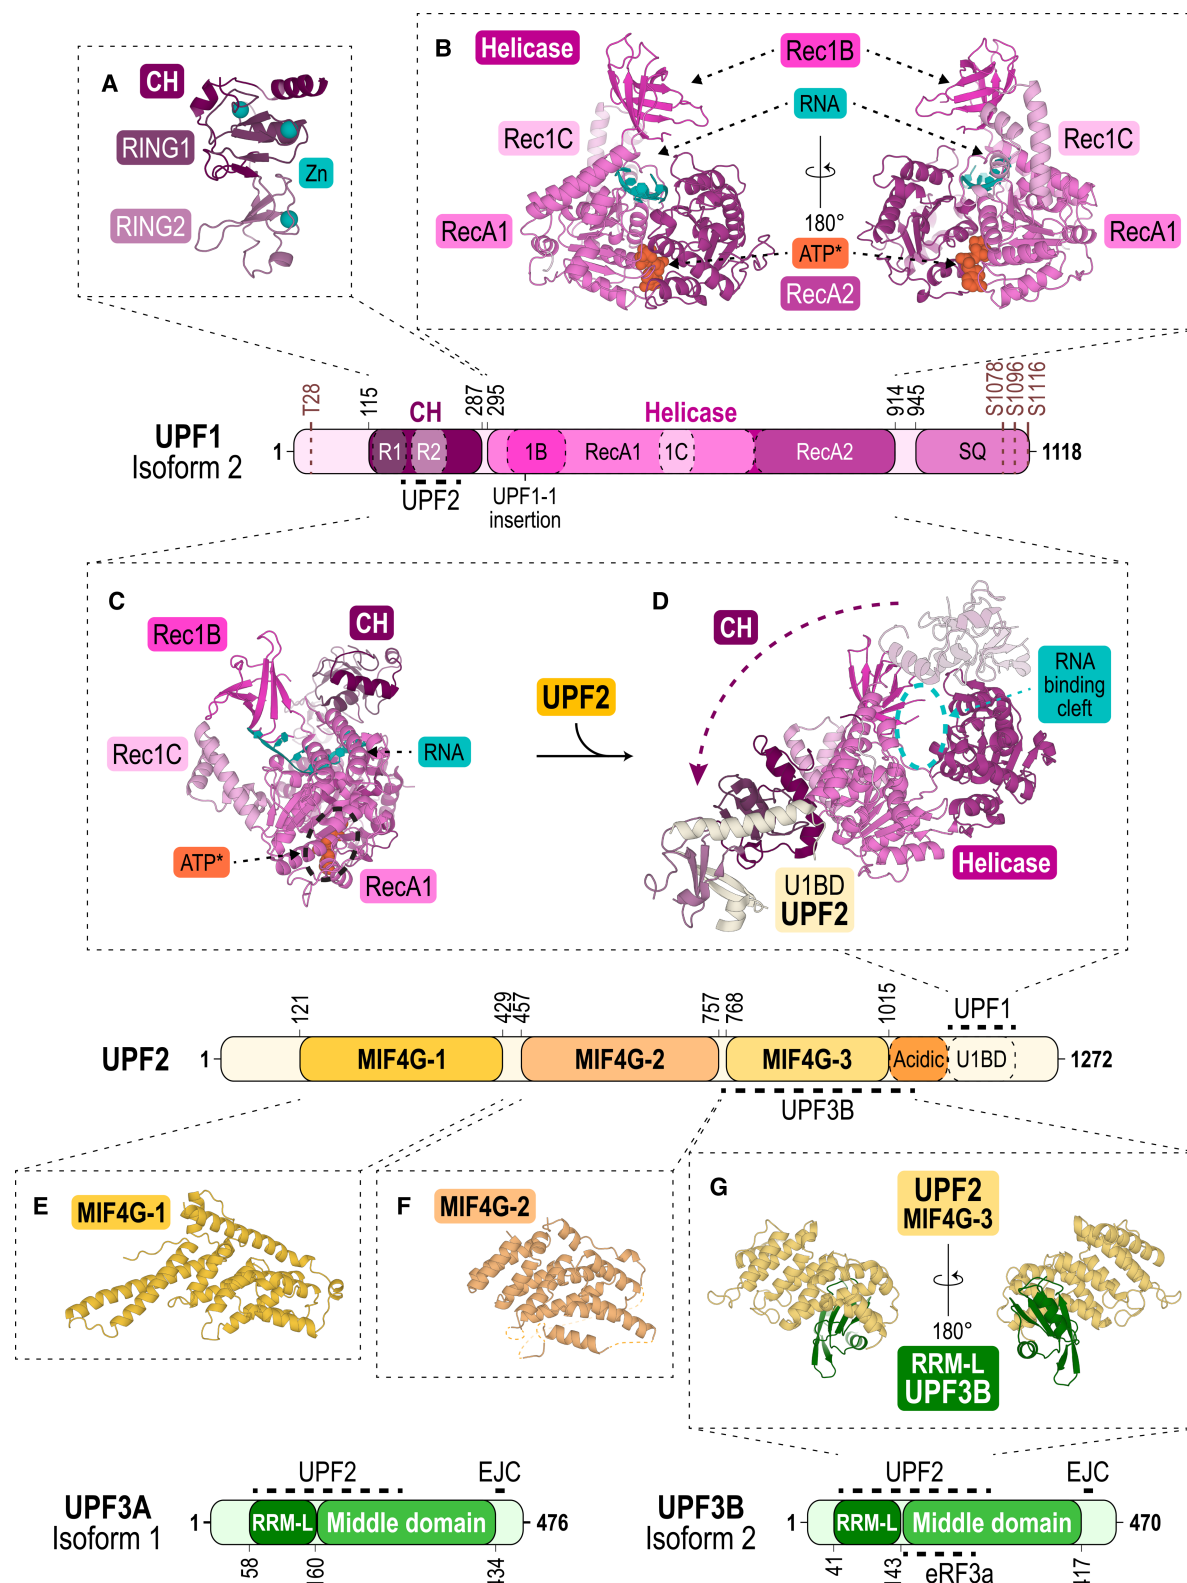 A
CH
RING1
Zn
RING2
B
Helicase
Rec1B
RNA
Rec1C
Rec1C
RecA1
180°
RecA1
ATP*
RecA2
T28
115
CH
287
295
Helicase
914
945
S1078
S1096
S1116
UPF1
Isoform 2
1
R1
R2
1B
RecA1
1C
RecA2
SQ
1118
UPF2
UPF1-1
insertion
C
Rec1B
CH
Rec1C
RNA
ATP*
RecA1
UPF2
D
CH
RNA
binding
cleft
Helicase
U1BD
UPF2
121
429
457
757
768
1015
UPF1
UPF2
1
MIF4G-1
MIF4G-2
MIF4G-3
Acidic
U1BD
1272
UPF3B
E
MIF4G-1
F
MIF4G-2
G
UPF2
MIF4G-3
180°
RRM-L
UPF3B
UPF2
EJC
UPF3A
Isoform 1
1
RRM-L
Middle domain
476
58
160
434
UPF2
EJC
UPF3B
Isoform 2
1
RRM-L
Middle domain
470
41
143
eRF3a
417